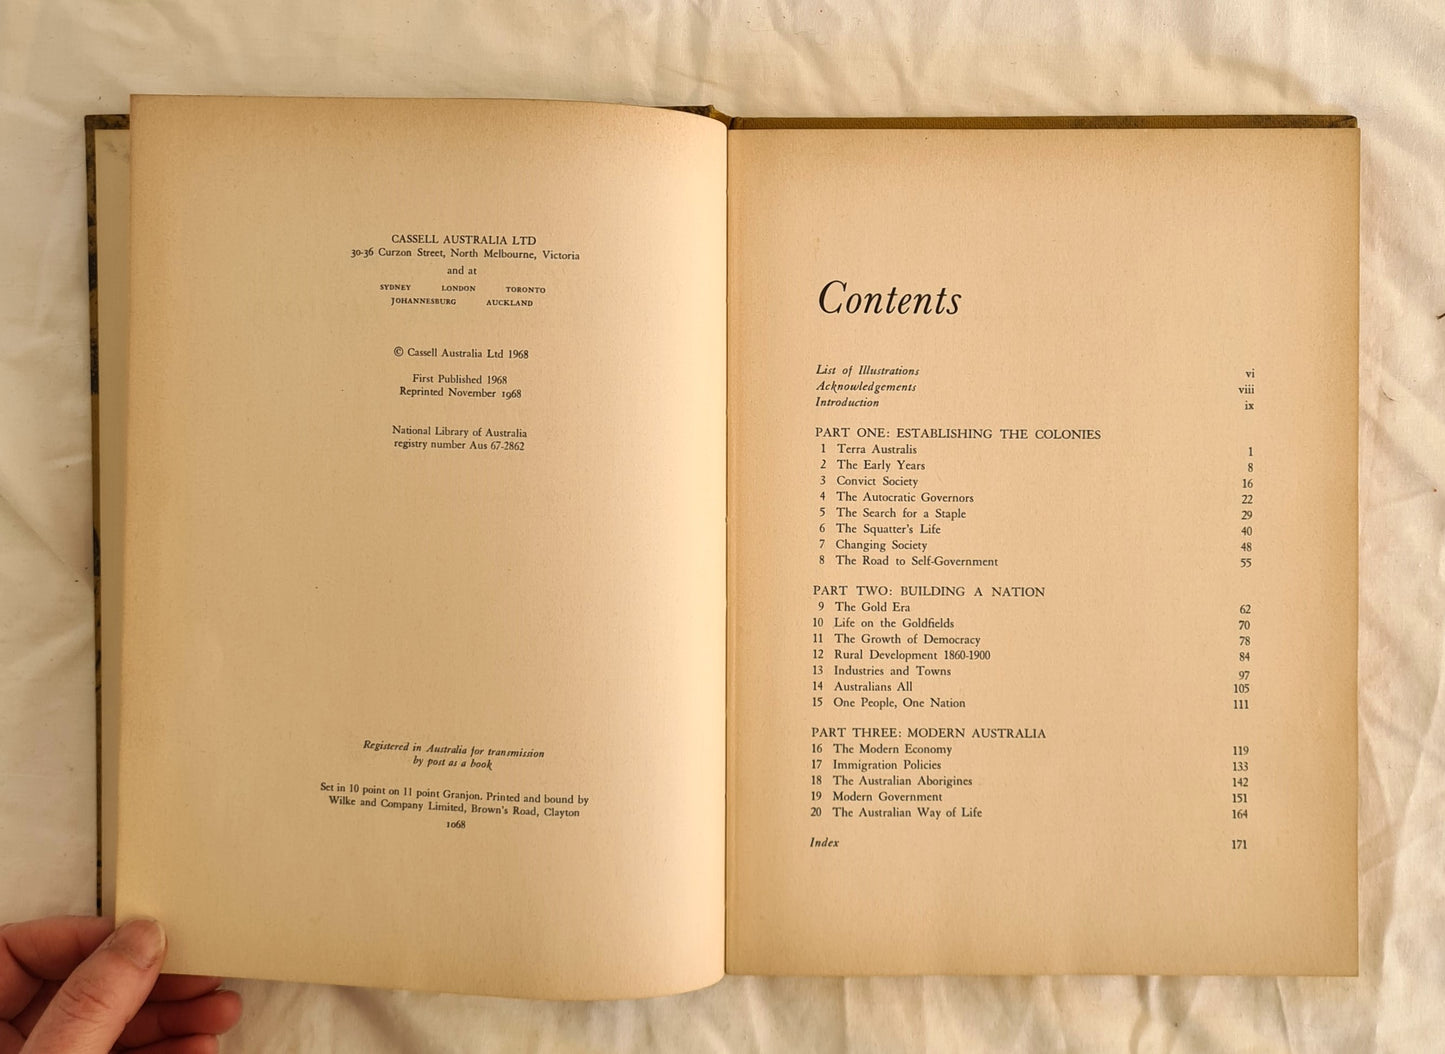 CASSELL AUSTRALIA LTD
30-36 Curzon Street, North Melbourne, Victoria
and at
SYDNEY LONDON TORONTO
JOHANNESBURG AUCKLAND
© Cassell Australia Ltd 1968
First Published 1968
Reprinted November 1968
National Library of Australia
registry number Aus 67-2862
Registered in Australia for transmission
by post as a book
Set in 10 point on 11 point Granjon. Printed and bound by
Wilke and Company Limited, Brown's Road, Clayton
1068
Contents
List of Illustrations vi
Acknowledgements viii
Introduction ix
PART ONE: ESTABLISHING THE COLONIES
1 Terra Australis 1
2 The Early Years 8
3 Convict Society 16
4 The Autocratic Governors 22
5 The Search for a Staple 29
6 The Squatter's Life 40
7 Changing Society 48
8 The Road to Self-Government 55
PART TWO: BUILDING A NATION
9 The Gold Era 62
10 Life on the Goldfields 70
11 The Growth of Democracy 78
12 Rural Development 1860-1900 84
13 Industries and Towns 97
14 Australians All 105
15 One People, One Nation 111
PART THREE: MODERN AUSTRALIA
16 The Modern Economy 119
17 Immigration Policies 133
18 The Australian Aborigines 142
19 Modern Government 151
20 The Australian Way of Life 164
Index 171